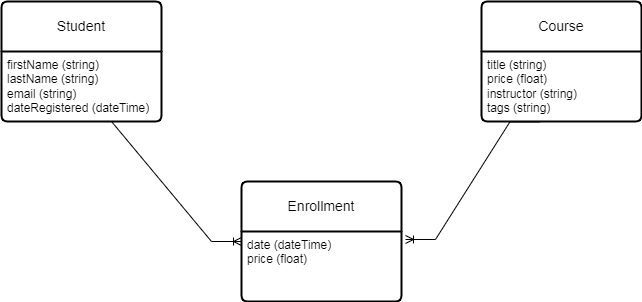 Student
firstName (string)
lastName (string)
email (string)
dateRegistered (dateTime)
Course
title (string)
price (float)
instructor (string)
tags (string)
Enrollment
date (dateTime)
price (float)